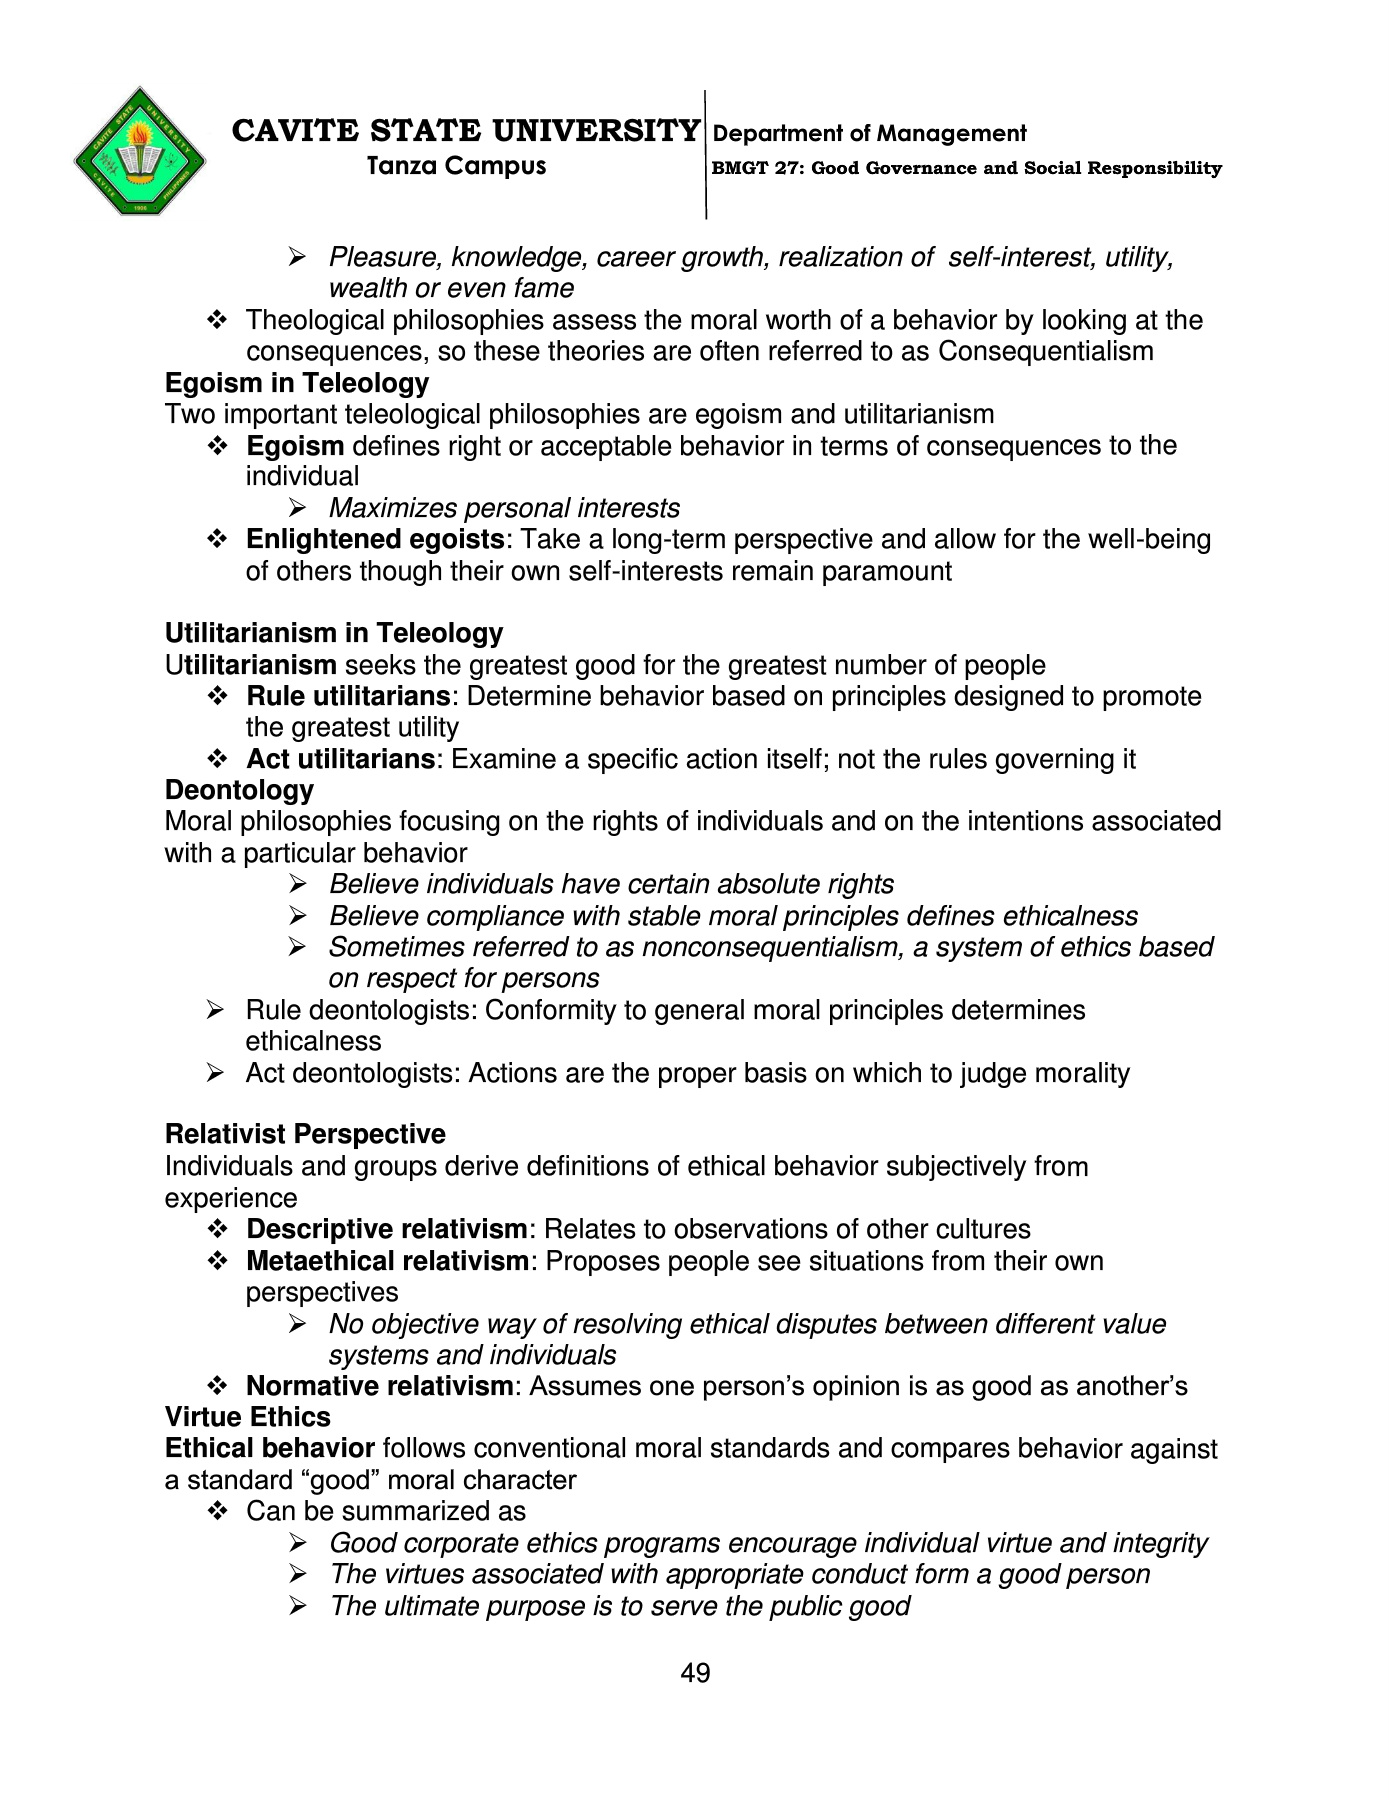 CAVITE STATE UNIVERSITY
Tanza Campus
Department of Management
BMGT 27: Good Governance and Social Responsibility
CAVITE STATE UNIVERSITY
CAVITE
PHILIPPINES
1906
➢ Pleasure, knowledge, career growth, realization of self-interest, utility,
wealth or even fame
❖ Theological philosophies assess the moral worth of a behavior by looking at the
consequences, so these theories are often referred to as Consequentialism
Egoism in Teleology
Two important teleological philosophies are egoism and utilitarianism
❖ Egoism defines right or acceptable behavior in terms of consequences to the
individual
➢ Maximizes personal interests
❖ Enlightened egoists: Take a long-term perspective and allow for the well-being
of others though their own self-interests remain paramount
Utilitarianism in Teleology
Utilitarianism seeks the greatest good for the greatest number of people
❖ Rule utilitarians: Determine behavior based on principles designed to promote
the greatest utility
❖ Act utilitarians: Examine a specific action itself; not the rules governing it
Deontology
Moral philosophies focusing on the rights of individuals and on the intentions associated
with a particular behavior
➢ Believe individuals have certain absolute rights
➢ Believe compliance with stable moral principles defines ethicalness
➢ Sometimes referred to as nonconsequentialism, a system of ethics based
on respect for persons
➢ Rule deontologists: Conformity to general moral principles determines
ethicalness
➢ Act deontologists: Actions are the proper basis on which to judge morality
Relativist Perspective
Individuals and groups derive definitions of ethical behavior subjectively from
experience
❖ Descriptive relativism: Relates to observations of other cultures
❖ Metaethical relativism: Proposes people see situations from their own
perspectives
➢ No objective way of resolving ethical disputes between different value
systems and individuals
❖ Normative relativism: Assumes one person’s opinion is as good as another’s
Virtue Ethics
Ethical behavior follows conventional moral standards and compares behavior against
a standard “good” moral character
❖ Can be summarized as
➢ Good corporate ethics programs encourage individual virtue and integrity
➢ The virtues associated with appropriate conduct form a good person
➢ The ultimate purpose is to serve the public good
49